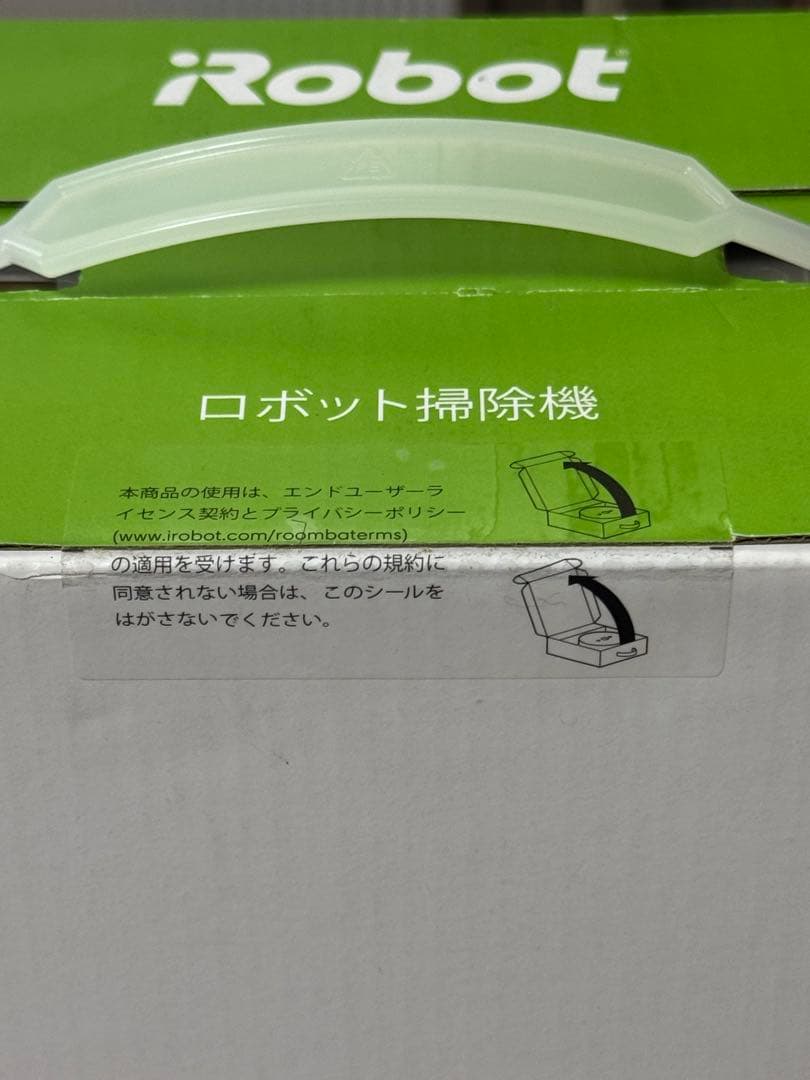 iRobot
ロボット掃除機
本商品の使用は、エンドユーザーラ
イセンス契約とプライバシーポリシー
(www.irobot.com/roombaterms)
の適用を受けます。これらの規約に
同意されない場合は、このシールを
はがさないでください。